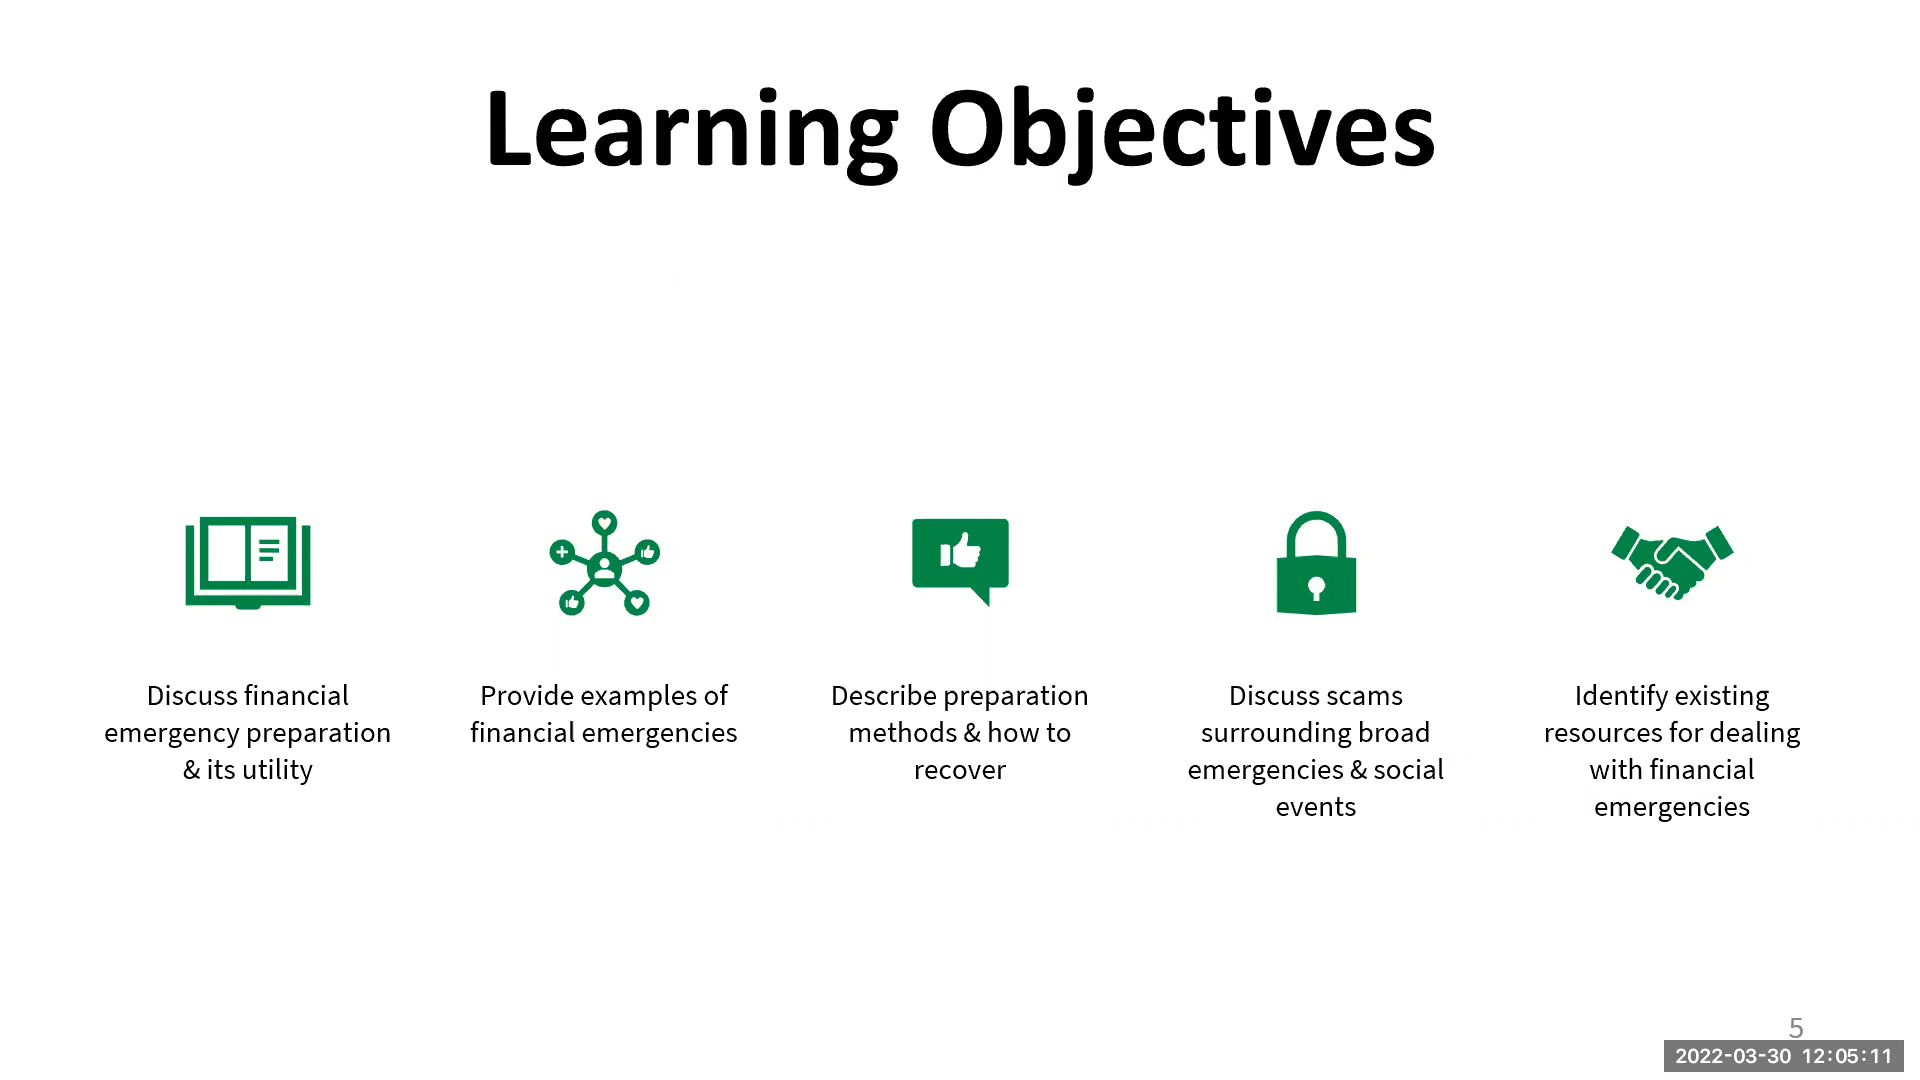 Learning Objectives
Discuss financial
emergency preparation
& its utility
Provide examples of
financial emergencies
Describe preparation
methods & how to
recover
Discuss scams
surrounding broad
emergencies & social
events
Identify existing
resources for dealing
with financial
emergencies
5
2022-03-30 12:05:11